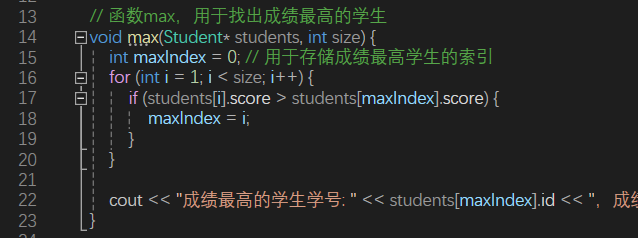 13 // 函数max，用于找出成绩最高的学生
14 void max(Student* students, int size) {
15 int maxIndex = 0; // 用于存储成绩最高学生的索引
16 for (int i = 1; i < size; i++) {
17 if (students[i].score > students[maxIndex].score) {
18 maxIndex = i;
19 }
20 }
21
22 cout << "成绩最高的学生学号: " << students[maxIndex].id << "，成绩
23 }